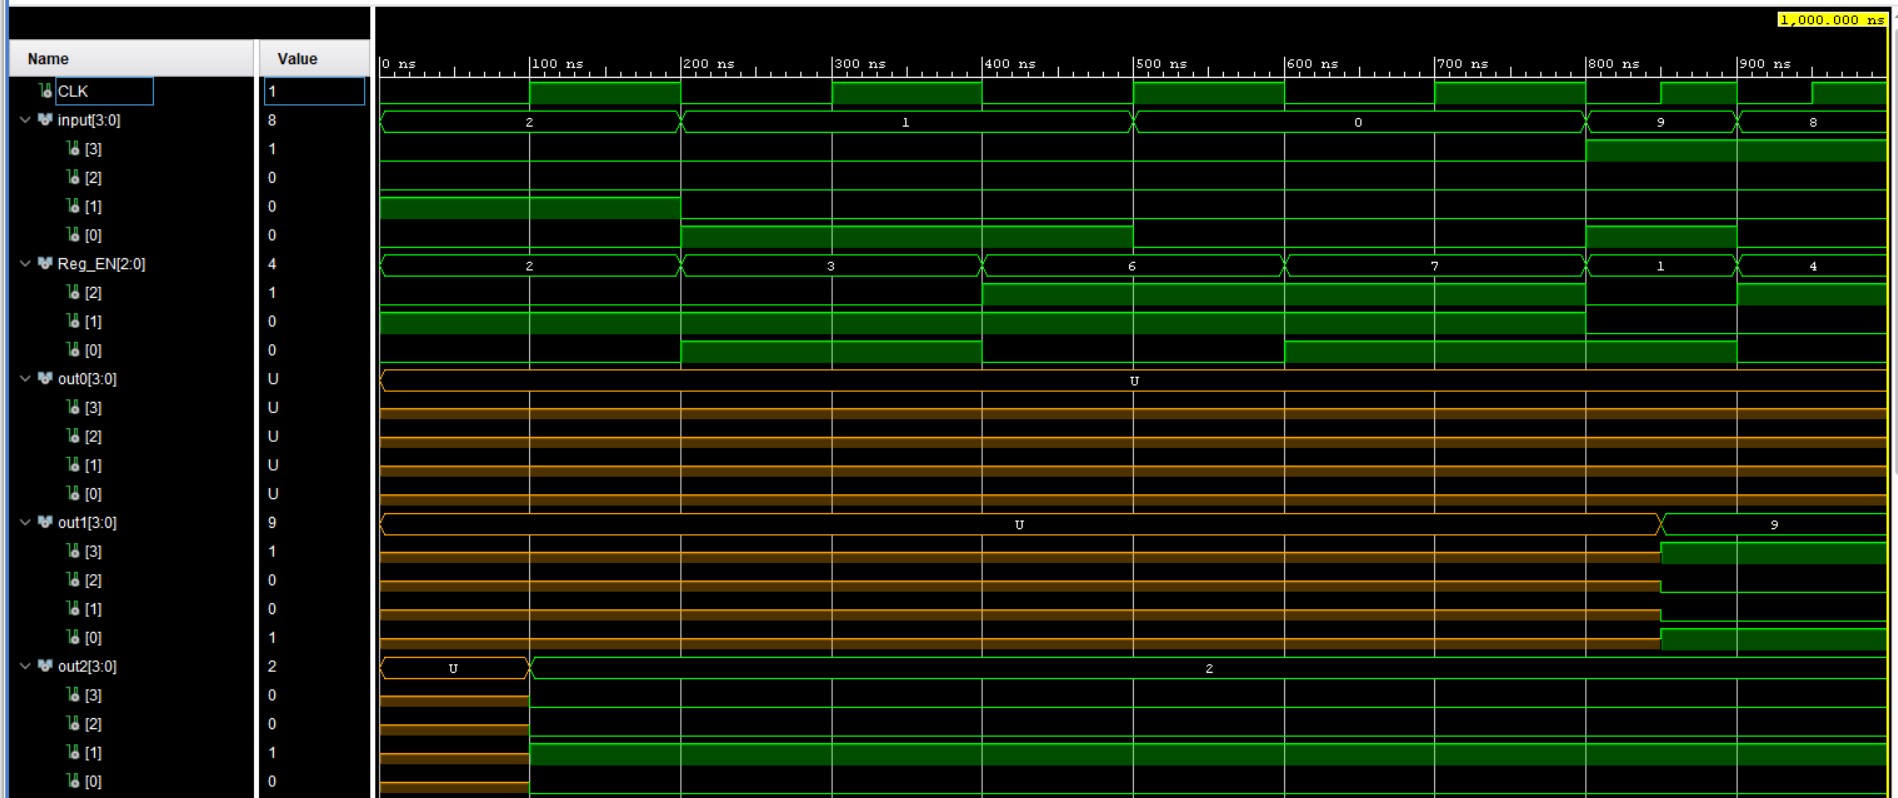 1,000.000 ns
Name Value 0 ns 100 ns 200 ns 300 ns 400 ns 500 ns 600 ns 700 ns 800 ns 900 ns
CLK 1
input[3:0] 8 2 1 0 9 8
[3] 1
[2] 0
[1] 0
[0] 0
Reg_EN[2:0] 4 2 3 6 7 1 4
[2] 1
[1] 0
[0] 0
out0[3:0] U U
[3] U
[2] U
[1] U
[0] U
out1[3:0] 9 U 9
[3] 1
[2] 0
[1] 0
[0] 1
out2[3:0] 2 U 2
[3] 0
[2] 0
[1] 1
[0] 0